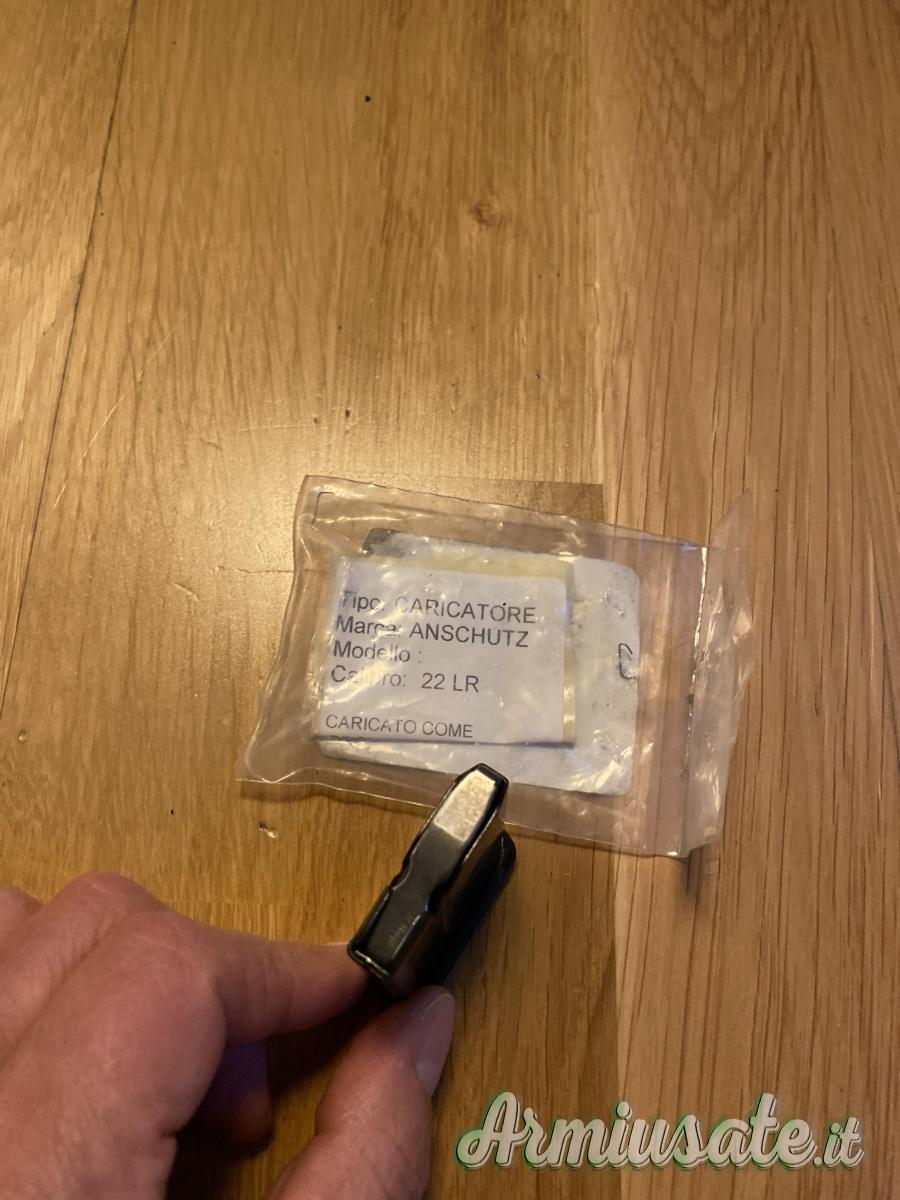 Tipo: CARICATORE
Marca: ANSCHUTZ
Modello :
Calibro: 22 LR
CARICATO COME
Armiusate.it